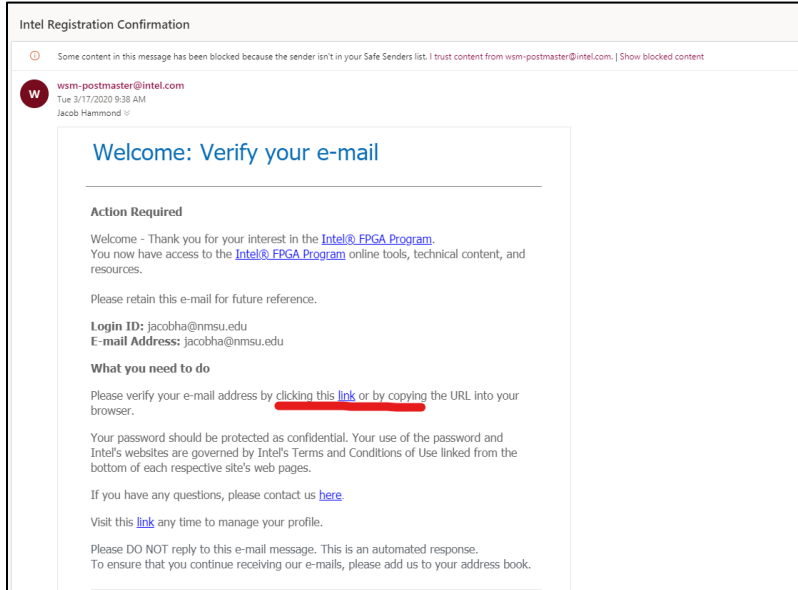 Intel Registration Confirmation
Some content in this message has been blocked because the sender isn't in your Safe Senders list. I trust content from wsm-postmaster@intel.com. | Show blocked content
W
wsm-postmaster@intel.com
Tue 3/17/2020 9:38 AM
Jacob Hammond
Welcome: Verify your e-mail
Action Required
Welcome - Thank you for your interest in the Intel® FPGA Program.
You now have access to the Intel® FPGA Program online tools, technical content, and
resources.
Please retain this e-mail for future reference.
Login ID: jacobha@nmsu.edu
E-mail Address: jacobha@nmsu.edu
What you need to do
Please verify your e-mail address by clicking this link or by copying the URL into your
browser.
Your password should be protected as confidential. Your use of the password and
Intel's websites are governed by Intel's Terms and Conditions of Use linked from the
bottom of each respective site's web pages.
If you have any questions, please contact us here.
Visit this link any time to manage your profile.
Please DO NOT reply to this e-mail message. This is an automated response.
To ensure that you continue receiving our e-mails, please add us to your address book.